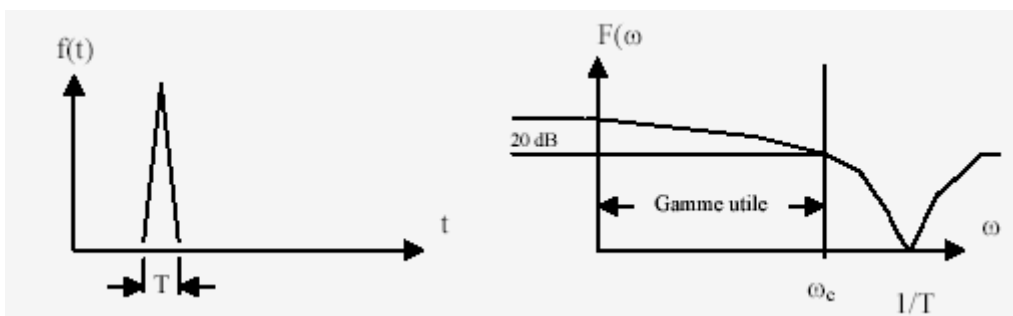 f(t)
t
T
F(ω
20 dB
Gamme utile
ω
ωc
1/T